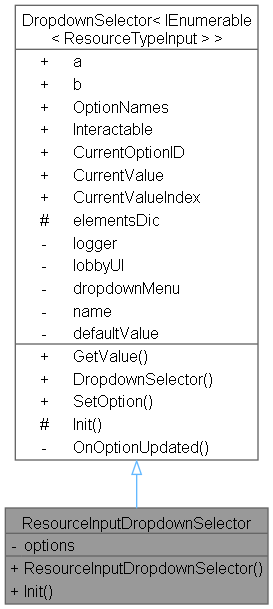 DropdownSelector< IEnumerable
< ResourceTypeInput > >
+ a
+ b
+ OptionNames
+ Interactable
+ CurrentOptionID
+ CurrentValue
+ CurrentValueIndex
# elementsDic
- logger
- lobbyUI
- dropdownMenu
- name
- defaultValue
+ GetValue()
+ DropdownSelector()
+ SetOption()
# Init()
- OnOptionUpdated()
ResourceInputDropdownSelector
- options
+ ResourceInputDropdownSelector()
+ Init()